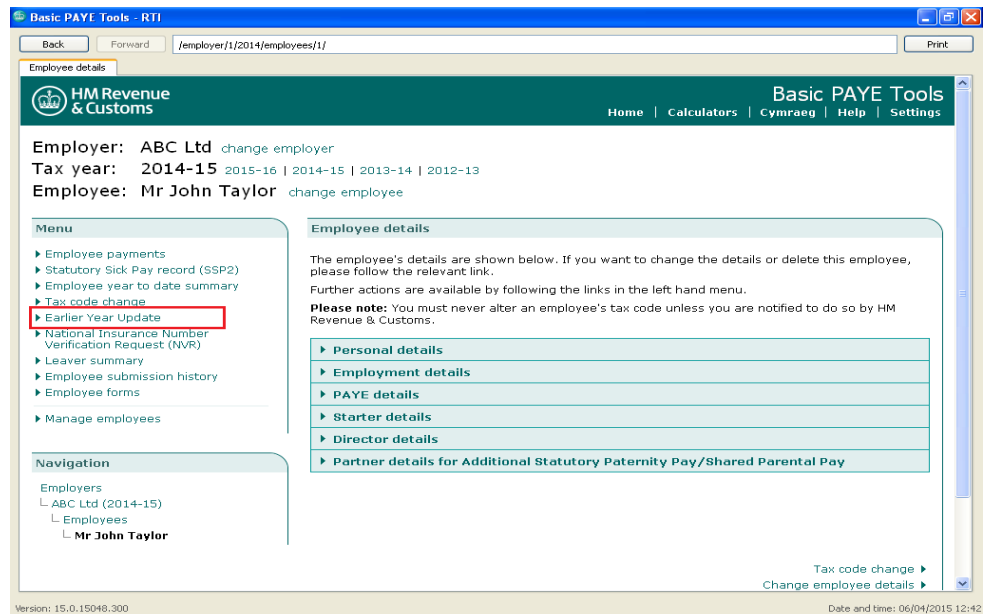 Basic PAYE Tools - RTI
Back Forward /employer/1/2014/employees/1/ Print
Employee details
HM Revenue
& Customs
Basic PAYE Tools
Home | Calculators | Cymraeg | Help | Settings
Employer: ABC Ltd change employer
Tax year: 2014-15 2015-16 | 2014-15 | 2013-14 | 2012-13
Employee: Mr John Taylor change employee
Menu
Employee payments
Statutory Sick Pay record (SSP2)
Employee year to date summary
Tax code change
Earlier Year Update
National Insurance Number
Verification Request (NVR)
Leaver summary
Employee submission history
Employee forms
Manage employees
Navigation
Employers
ABC Ltd (2014-15)
Employees
Mr John Taylor
Employee details
The employee's details are shown below. If you want to change the details or delete this employee,
please follow the relevant link.
Further actions are available by following the links in the left hand menu.
Please note: You must never alter an employee's tax code unless you are notified to do so by HM
Revenue & Customs.
Personal details
Employment details
PAYE details
Starter details
Director details
Partner details for Additional Statutory Paternity Pay/Shared Parental Pay
Tax code change
Change employee details
Version: 15.0.15048.300
Date and time: 06/04/2015 12:42